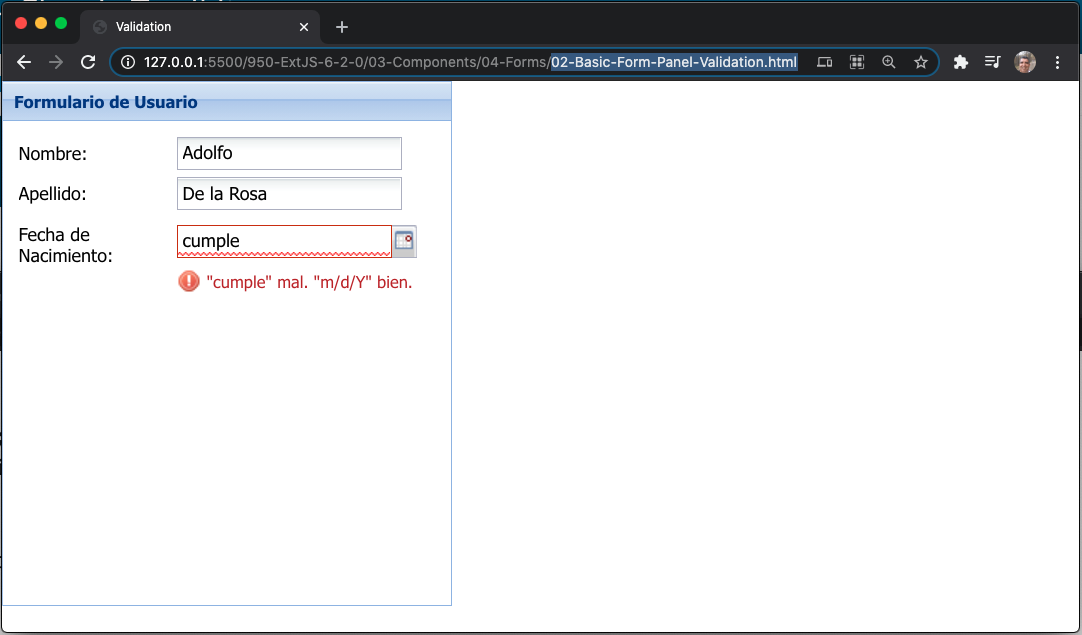 Validation
127.0.0.1:5500/950-ExtJS-6-2-0/03-Components/04-Forms/02-Basic-Form-Panel-Validation.html
Formulario de Usuario
Nombre: Adolfo
Apellido: De la Rosa
Fecha de
Nacimiento: cumple
"cumple" mal. "m/d/Y" bien.